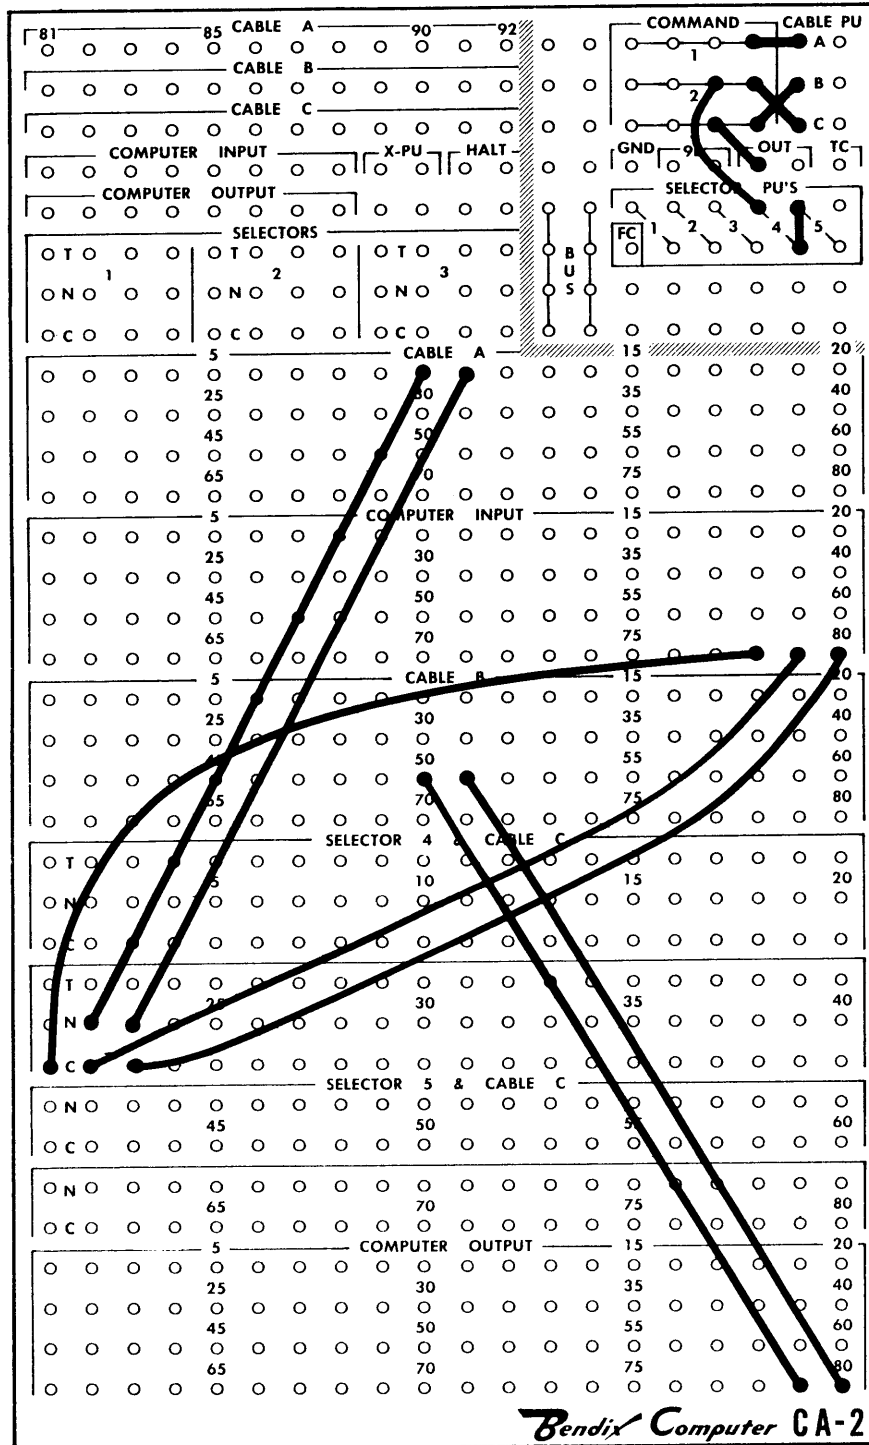 81 85 CABLE A 90 92 COMMAND CABLE PU
1 A
CABLE B
2 B
CABLE C
C
COMPUTER INPUT X-PU HALT GND OUT TC
COMPUTER OUTPUT SELECTOR PU'S
SELECTORS FC 1 2 3 4 5
T T T B
1 2 3 U
N N N S
C C C
5 CABLE A 15 20
25 30 35 40
45 50 55 60
65 70 75 80
5 COMPUTER INPUT 15 20
25 30 35 40
45 50 55 60
65 70 75 80
5 CABLE B 15 20
25 30 35 40
45 50 55 60
65 70 75 80
SELECTOR 4 & CABLE C
T
5 10 15 20
N
C
T
25 30 35 40
N
C
SELECTOR 5 & CABLE C
N
45 50 55 60
C
N
65 70 75 80
C
5 COMPUTER OUTPUT 15 20
25 30 35 40
45 50 55 60
65 70 75 80
Bendix Computer CA-2